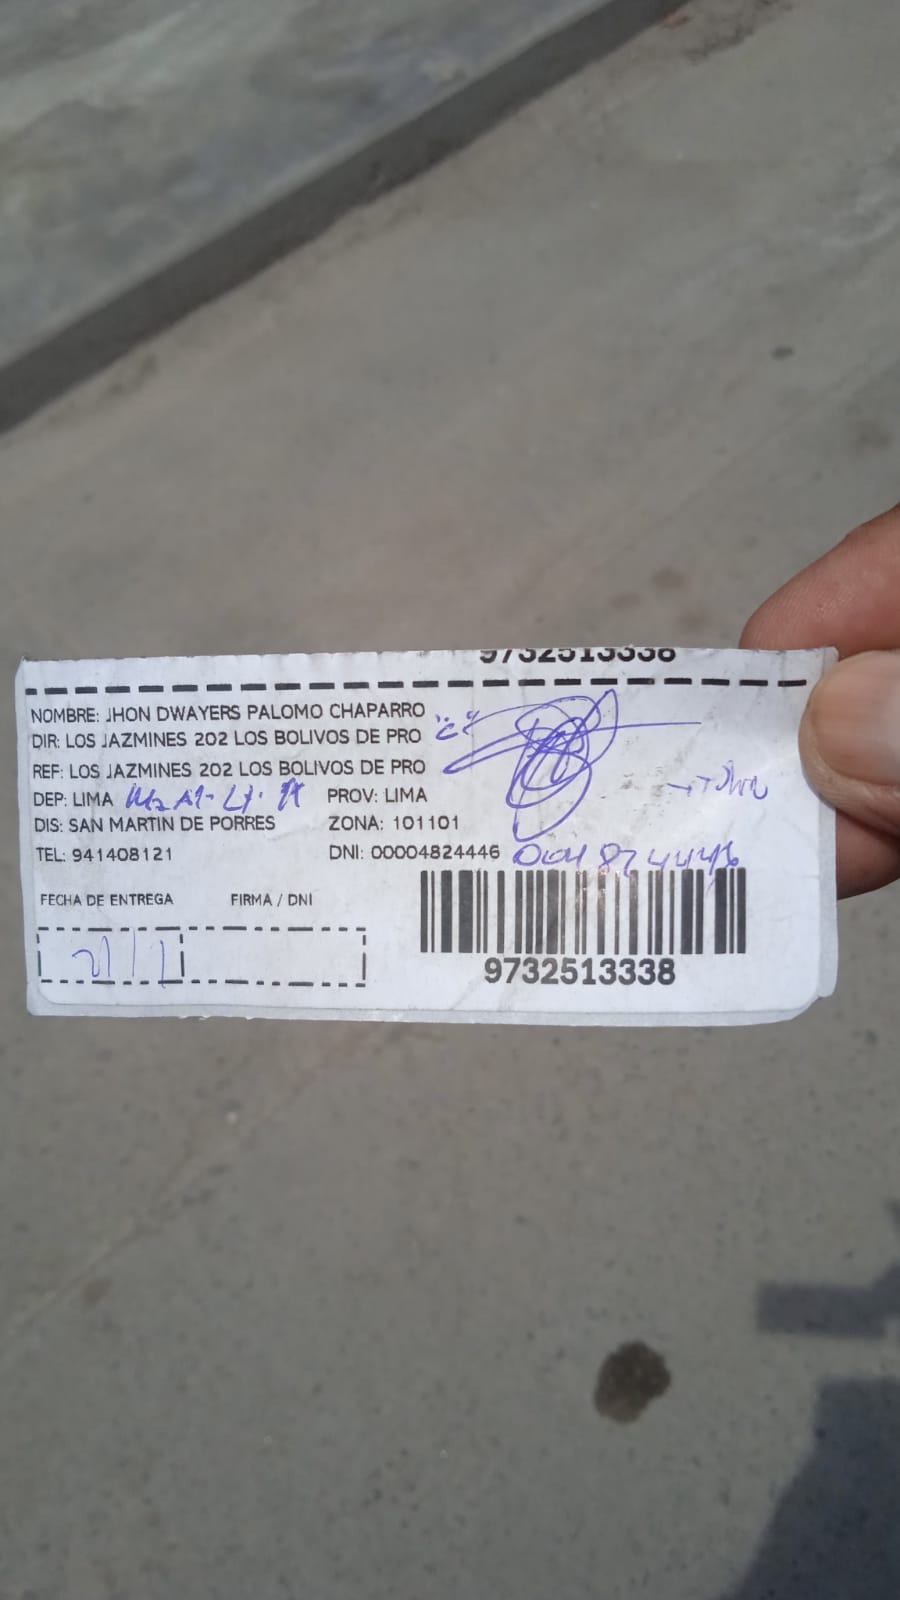 9732513338
NOMBRE: JHON DWAYERS PALOMO CHAPARRO
DIR: LOS JAZMINES 202 LOS BOLIVOS DE PRO
REF: LOS JAZMINES 202 LOS BOLIVOS DE PRO
DEP: LIMA PROV: LIMA
DIS: SAN MARTIN DE PORRES ZONA: 101101
TEL: 941408121 DNI: 00004824446
FECHA DE ENTREGA FIRMA / DNI
9732513338